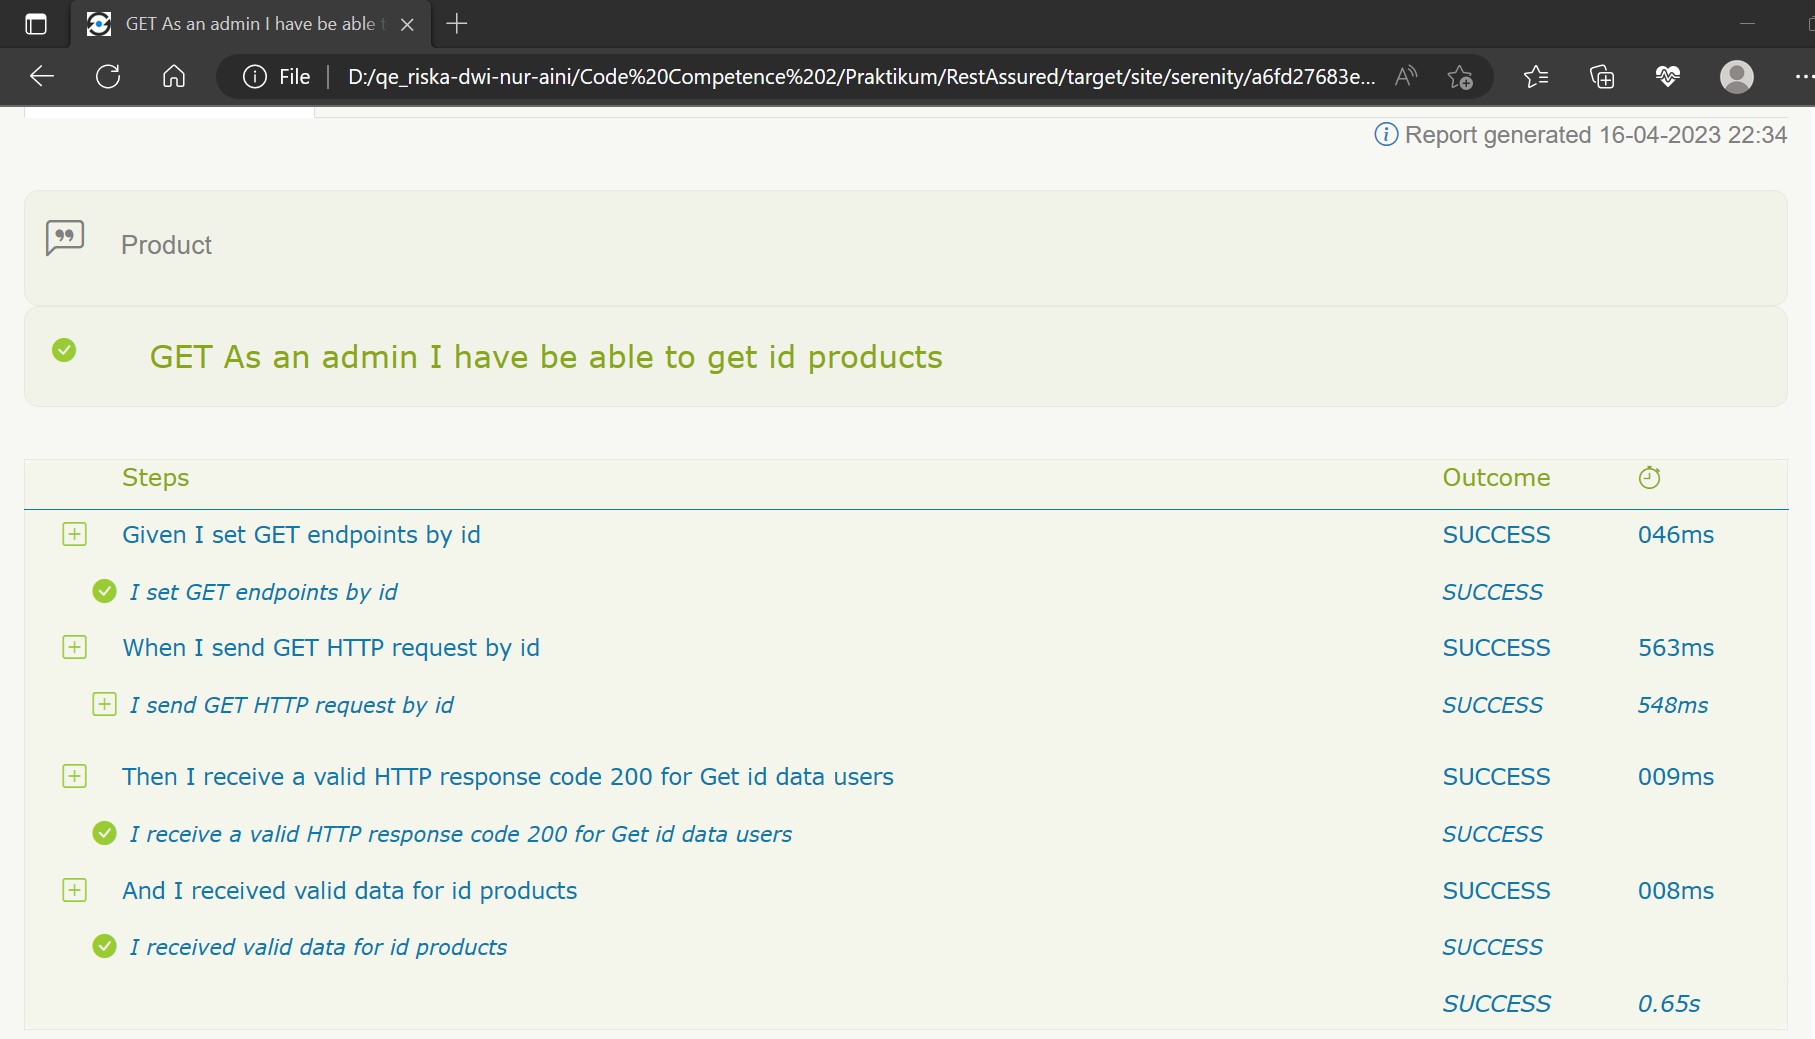 GET As an admin I have be able t
File D:/qe_riska-dwi-nur-aini/Code%20Competence%202/Praktikum/RestAssured/target/site/serenity/a6fd27683e...
Report generated 16-04-2023 22:34
Product
GET As an admin I have be able to get id products
Steps Outcome
Given I set GET endpoints by id SUCCESS 046ms
I set GET endpoints by id SUCCESS
When I send GET HTTP request by id SUCCESS 563ms
I send GET HTTP request by id SUCCESS 548ms
Then I receive a valid HTTP response code 200 for Get id data users SUCCESS 009ms
I receive a valid HTTP response code 200 for Get id data users SUCCESS
And I received valid data for id products SUCCESS 008ms
I received valid data for id products SUCCESS
SUCCESS 0.65s